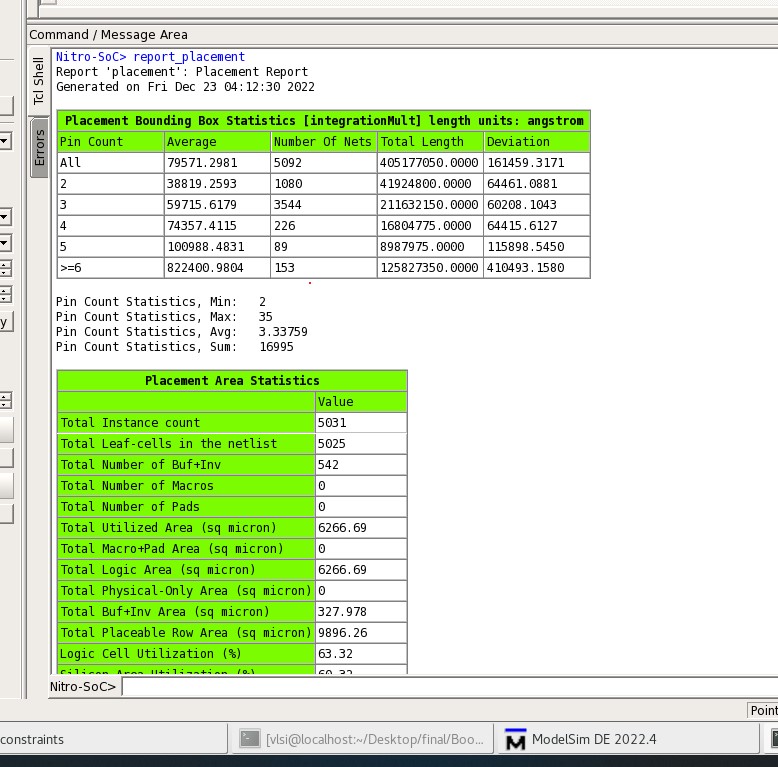 Command / Message Area
Tcl Shell
Errors
Nitro-SoC> report_placement
Report 'placement': Placement Report
Generated on Fri Dec 23 04:12:30 2022
Placement Bounding Box Statistics [integrationMult] length units: angstrom
Pin Count Average Number Of Nets Total Length Deviation
All 79571.2981 5092 405177050.0000 161459.3171
2 38819.2593 1080 41924800.0000 64461.0881
3 59715.6179 3544 211632150.0000 60208.1043
4 74357.4115 226 16804775.0000 64415.6127
5 100988.4831 89 8987975.0000 115898.5450
>=6 822400.9804 153 125827350.0000 410493.1580
Pin Count Statistics, Min: 2
Pin Count Statistics, Max: 35
Pin Count Statistics, Avg: 3.33759
Pin Count Statistics, Sum: 16995
y
Placement Area Statistics
Value
Total Instance count 5031
Total Leaf-cells in the netlist 5025
Total Number of Buf+Inv 542
Total Number of Macros 0
Total Number of Pads 0
Total Utilized Area (sq micron) 6266.69
Total Macro+Pad Area (sq micron) 0
Total Logic Area (sq micron) 6266.69
Total Physical-Only Area (sq micron) 0
Total Buf+Inv Area (sq micron) 327.978
Total Placeable Row Area (sq micron) 9896.26
Logic Cell Utilization (%) 63.32
Silicon Area Utilization (%)
Nitro-SoC>
Point
constraints
[vlsi@localhost:~/Desktop/final/Boo...
ModelSim DE 2022.4